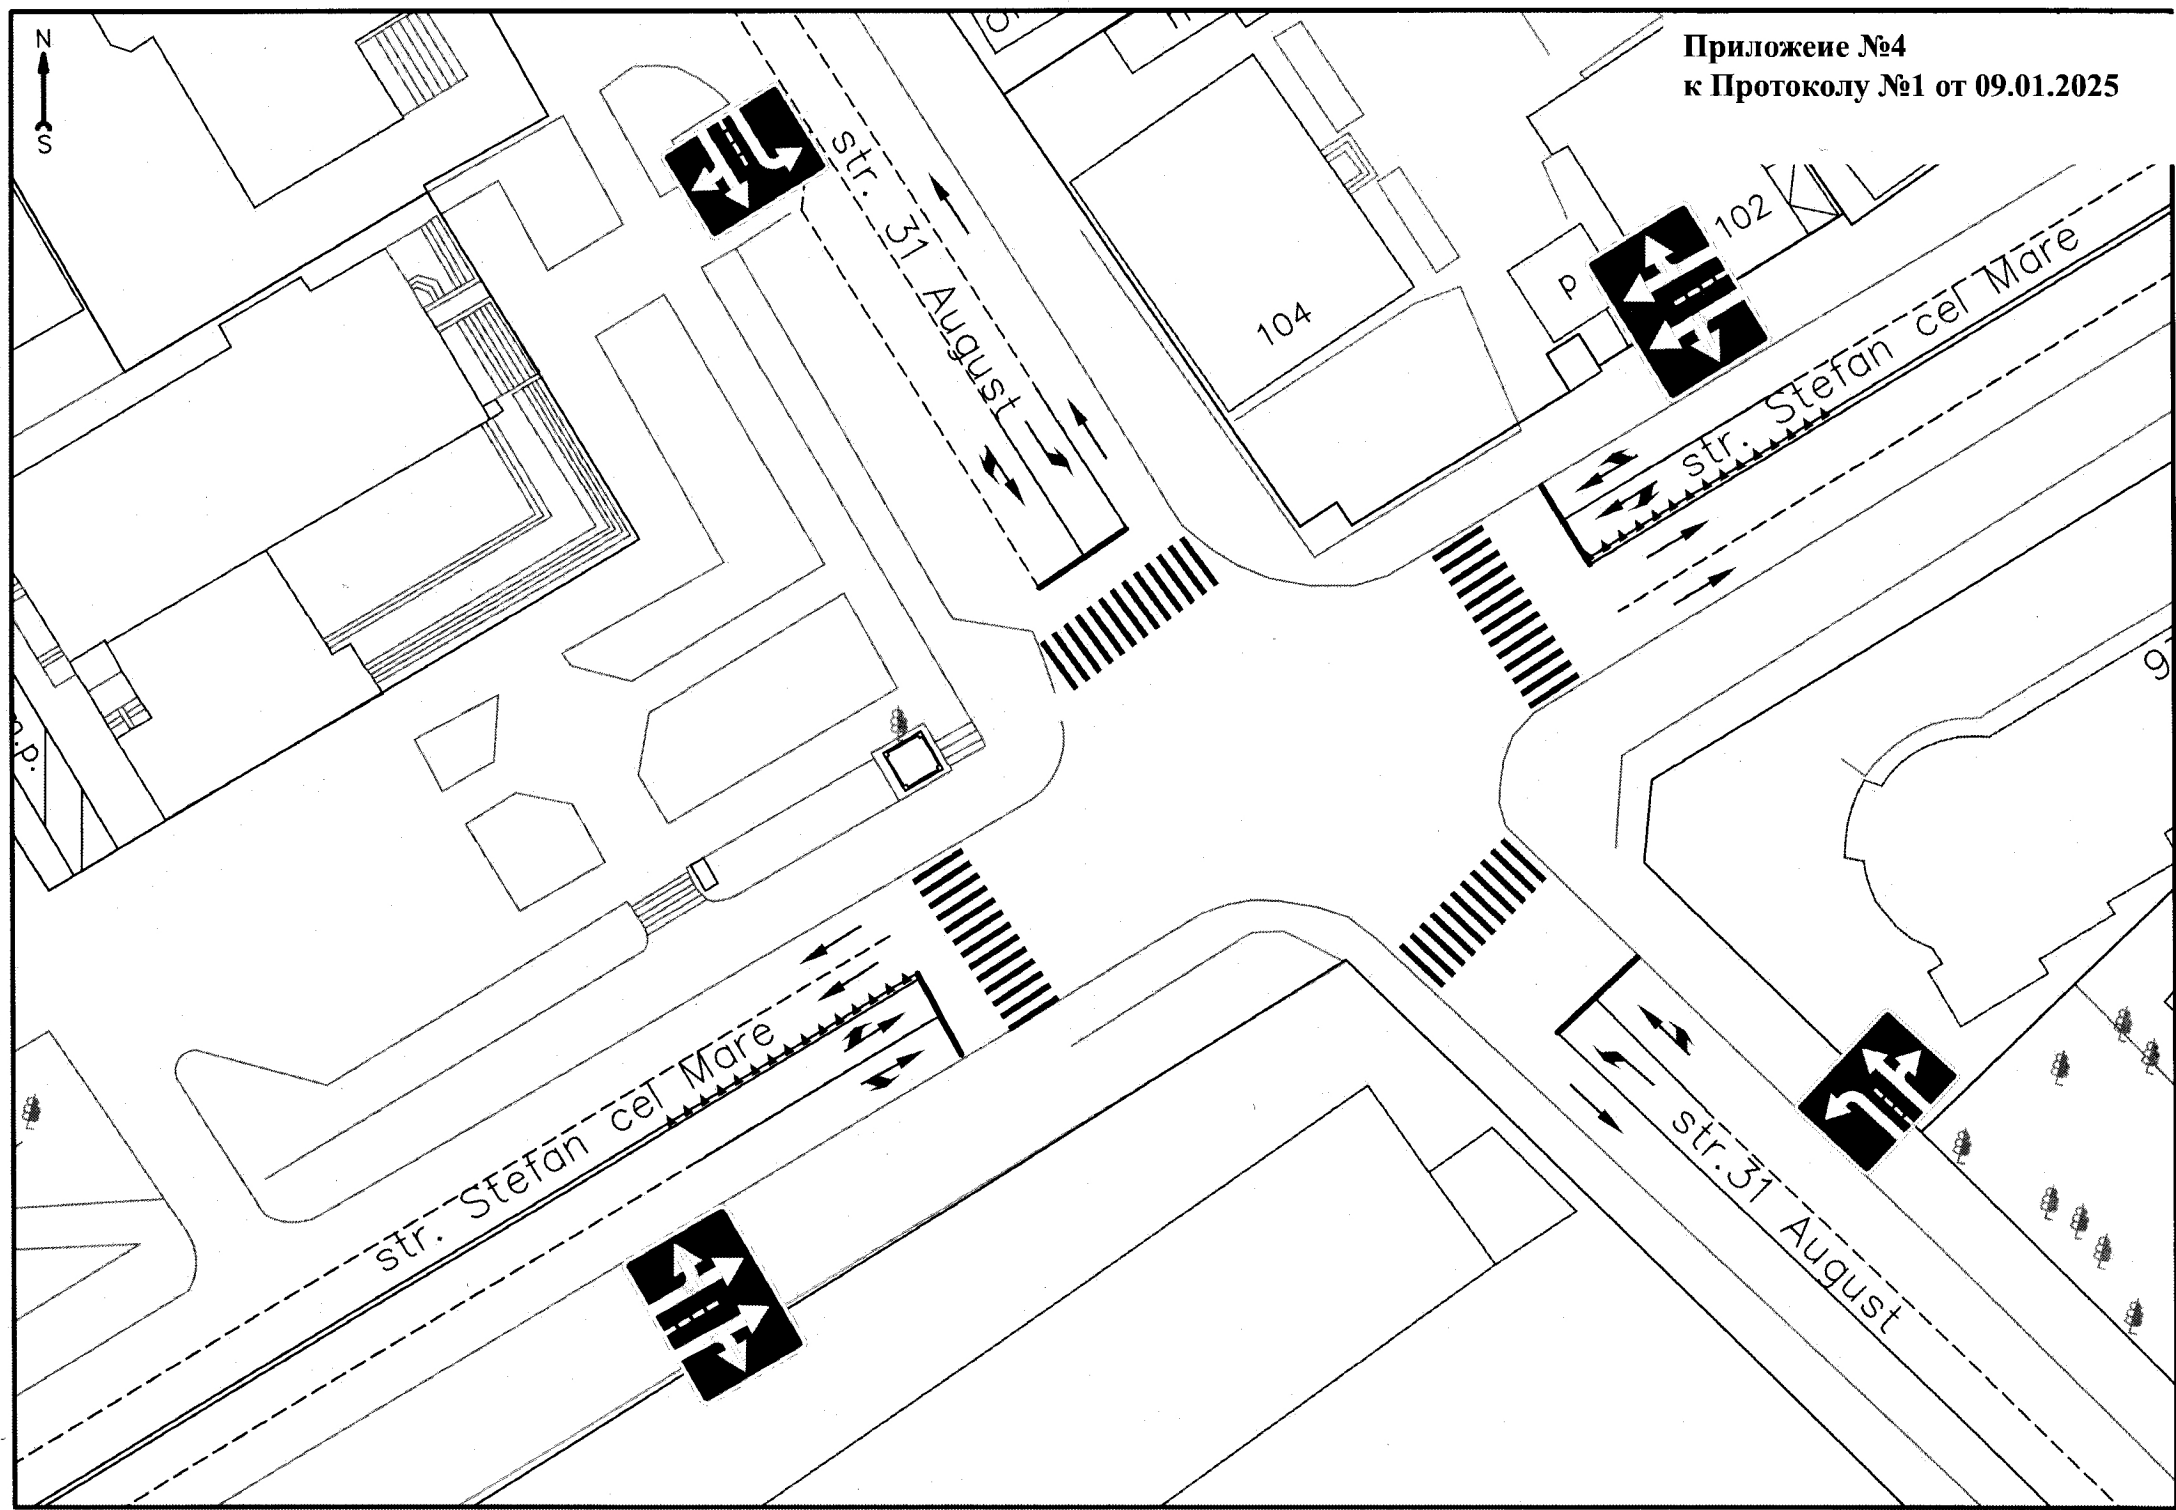 Приложеие №4
к Протоколу №1 от 09.01.2025
N
S
str. 31 August
102
P
104
str. Stefan cel Mare
str. Stefan cel Mare
str. 31 August